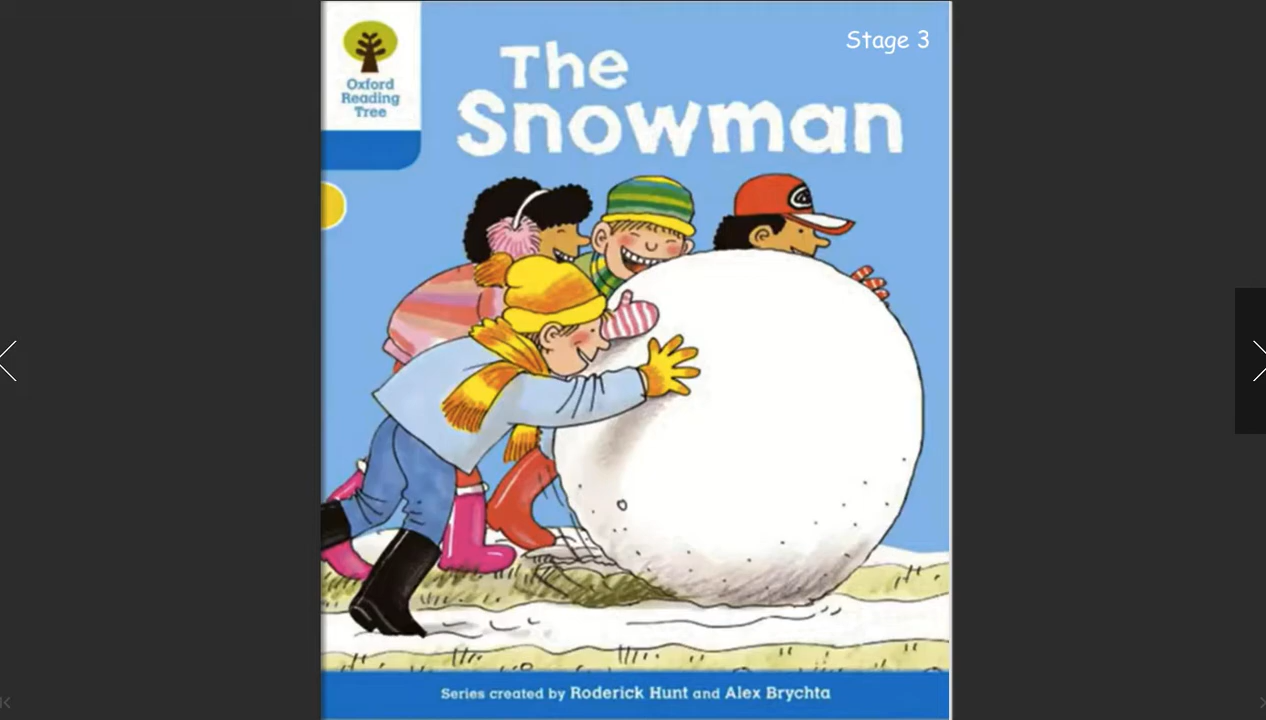 Stage 3
The
Snowman
Oxford
Reading
Tree
Series created by Roderick Hunt and Alex Brychta